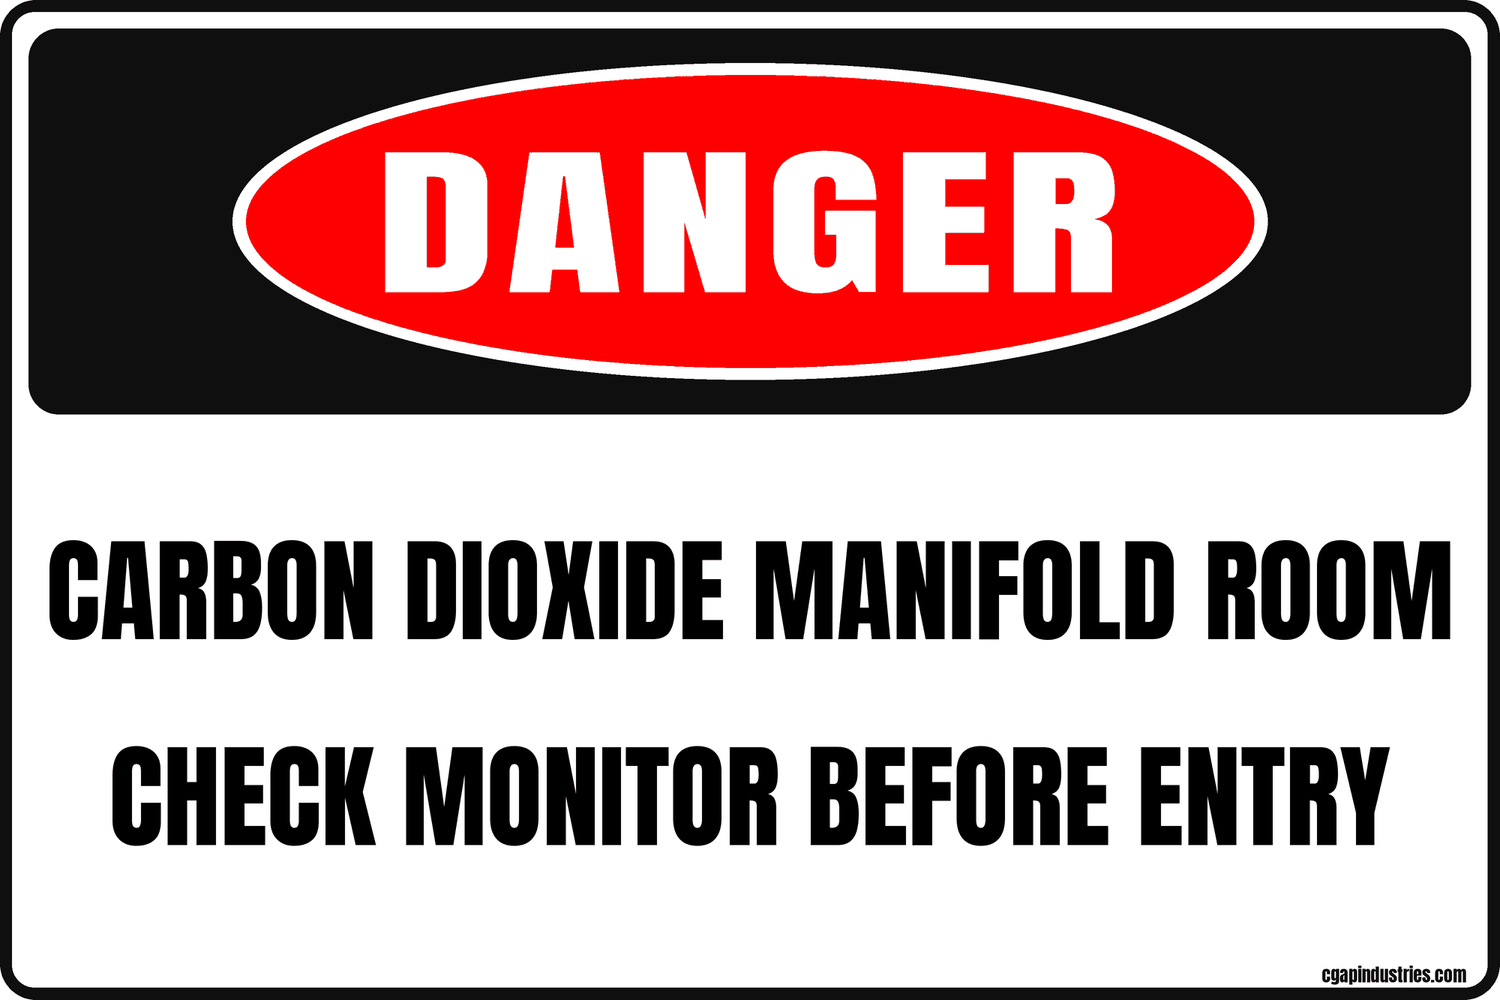 DANGER
CARBON DIOXIDE MANIFOLD ROOM
CHECK MONITOR BEFORE ENTRY
cgapindustries.com